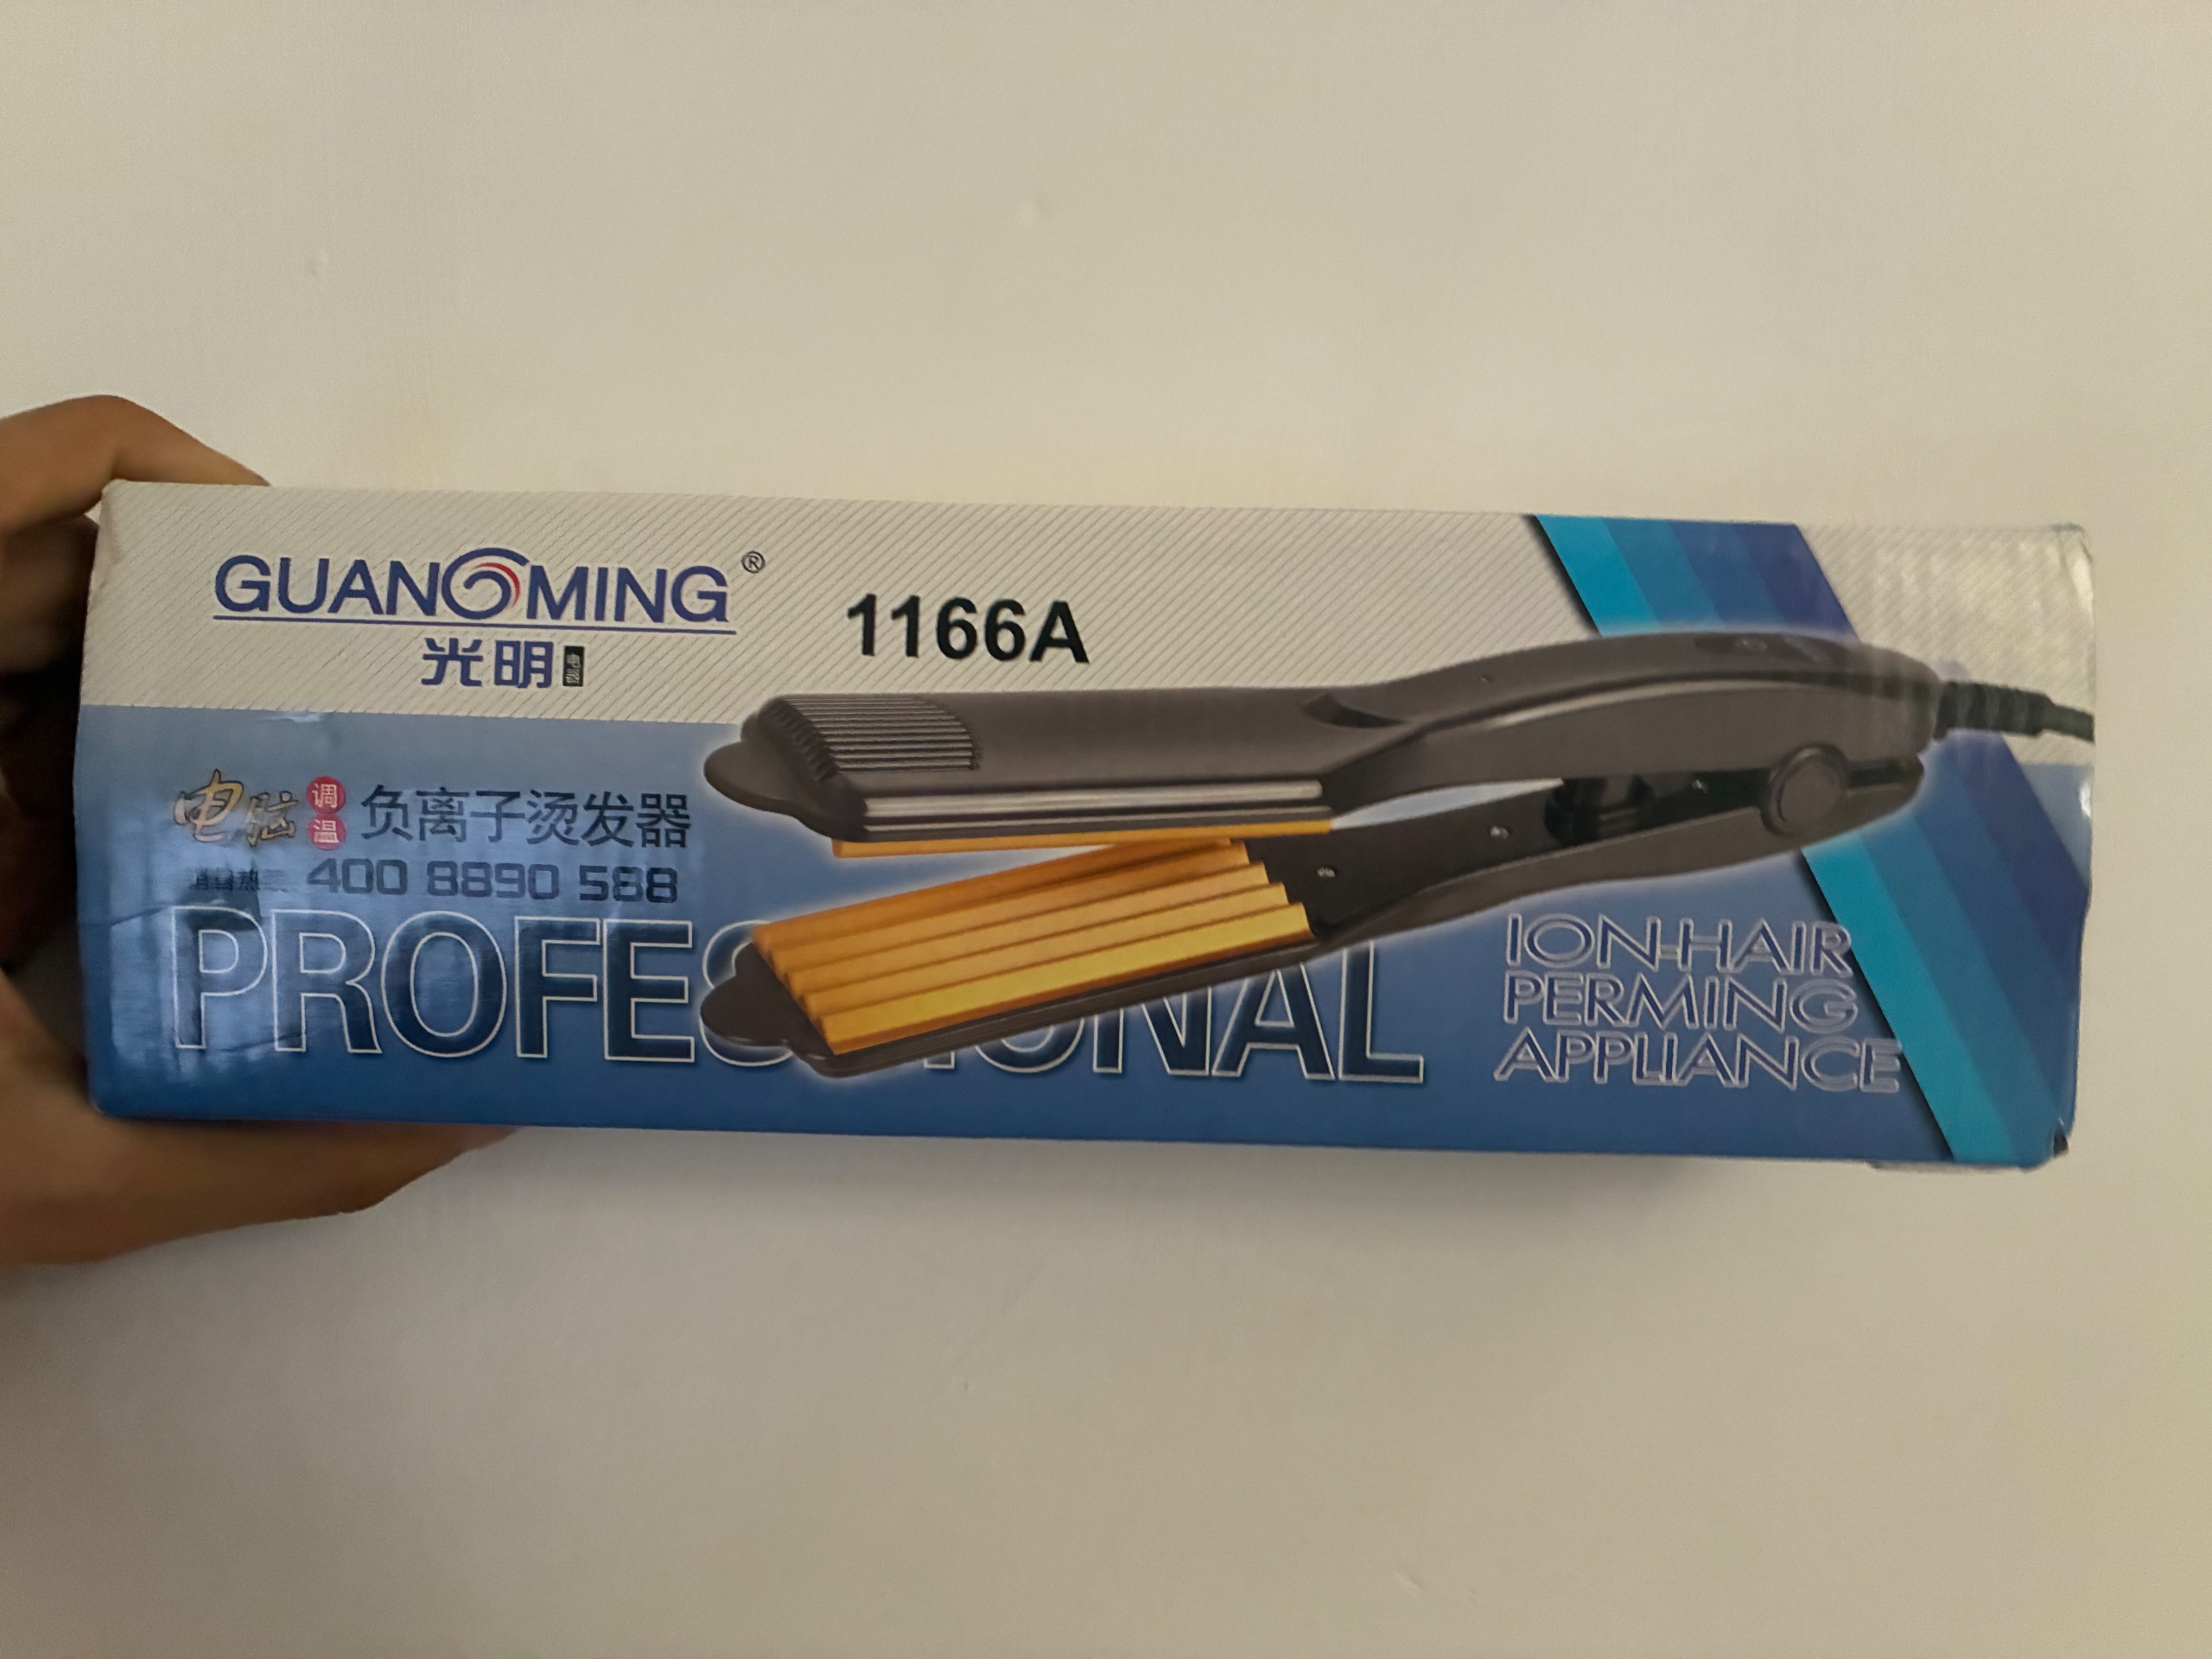 GUANGMING®
光明
1166A
电脑 调温 负离子烫发器
400 8890 588
PROFESSIONAL
ION-HAIR
PERMING
APPLIANCE